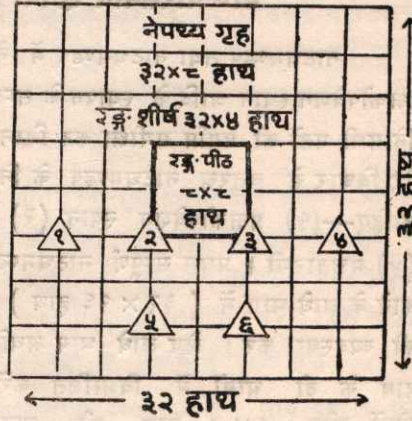 नेपथ्य गृह
३२×८ हाथ
रङ्ग शीर्ष ३२×४ हाथ
रङ्ग पीठ
८×८
हाथ
१ २ ३ ४
५ ६
३२ हाथ
३२ हाथ